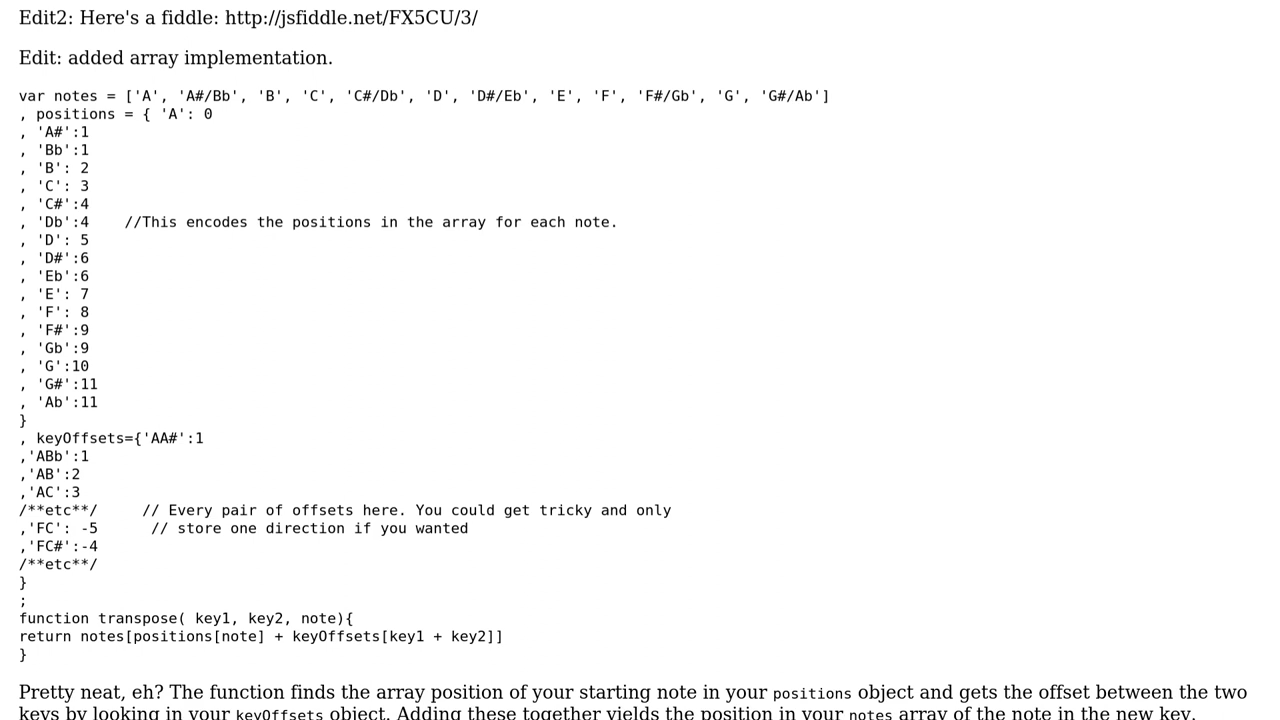 Edit2: Here's a fiddle: http://jsfiddle.net/FX5CU/3/
Edit: added array implementation.
var notes = ['A', 'A#/Bb', 'B', 'C', 'C#/Db', 'D', 'D#/Eb', 'E', 'F', 'F#/Gb', 'G', 'G#/Ab']
, positions = { 'A': 0
, 'A#':1
, 'Bb':1
, 'B': 2
, 'C': 3
, 'C#':4
, 'Db':4    //This encodes the positions in the array for each note.
, 'D': 5
, 'D#':6
, 'Eb':6
, 'E': 7
, 'F': 8
, 'F#':9
, 'Gb':9
, 'G':10
, 'G#':11
, 'Ab':11
}
, keyOffsets={'AA#':1
,'ABb':1
,'AB':2
,'AC':3
/**etc**/     // Every pair of offsets here. You could get tricky and only
,'FC': -5      // store one direction if you wanted
,'FC#':-4
/**etc**/
}
;
function transpose( key1, key2, note){
return notes[positions[note] + keyOffsets[key1 + key2]]
}
Pretty neat, eh? The function finds the array position of your starting note in your positions object and gets the offset between the two
keys by looking in your keyOffsets object. Adding these together yields the position in your notes array of the note in the new key.